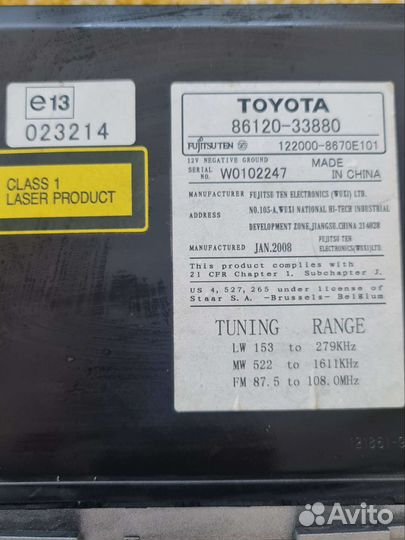 e13
023214
CLASS 1
LASER PRODUCT
TOYOTA
86120-33880
FUJITSU TEN 122000-8670E101
12V NEGATIVE GROUND
SERIAL NO. W0102247
MADE IN CHINA
MANUFACTURER FUJITSU TEN ELECTRONICS (WUXI) LTD.
ADDRESS NO.105-A,WUXI NATIONAL HI-TECH INDUSTRIAL
DEVELOPMENT ZONE,JIANGSU,CHINA 214028
MANUFACTURED JAN.2008 FUJITSU TEN
ELECTRONICS(WUXI)LTD.
This product complies with
21 CFR Chapter 1, Subchapter J.
US 4,527,265 under license of
Staar S.A. -Brussels- Belgium
TUNING RANGE
LW 153 to 279KHz
MW 522 to 1611KHz
FM 87.5 to 108.0MHz
Avito